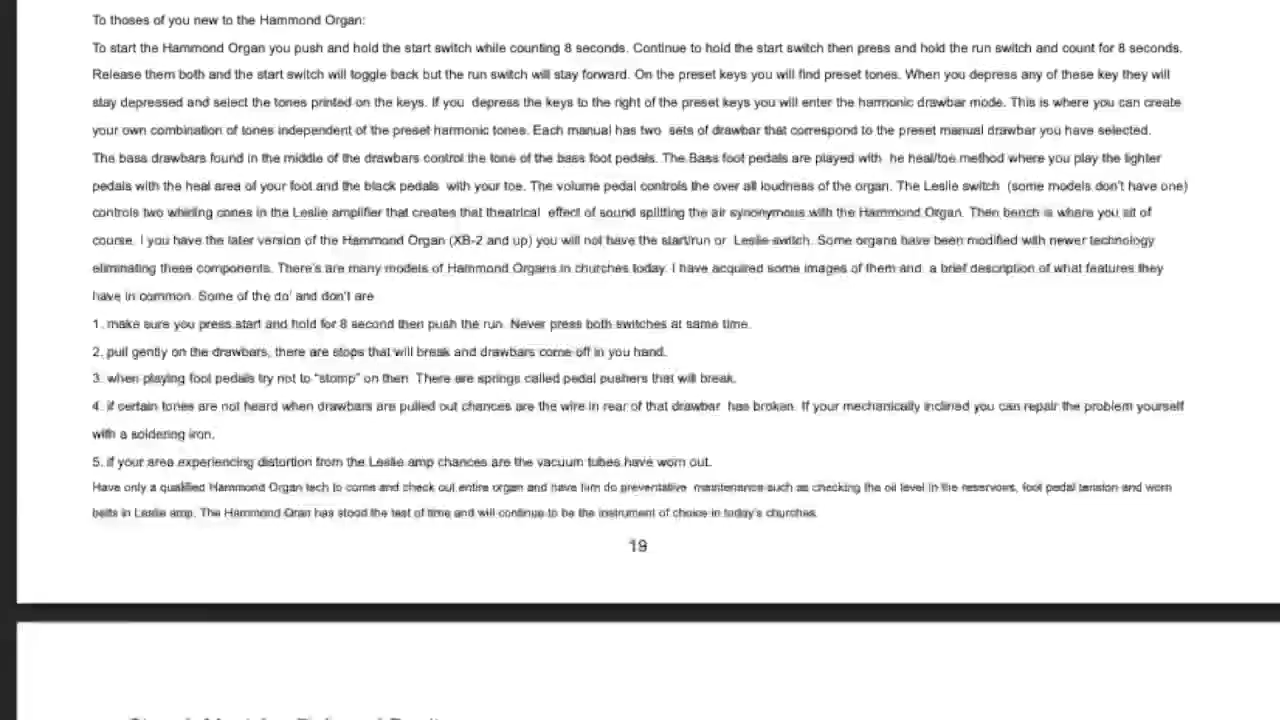 To thoses of you new to the Hammond Organ:
To start the Hammond Organ you push and hold the start switch while counting 8 seconds. Continue to hold the start switch then press and hold the run switch and count for 8 seconds.
Release them both and the start switch will toggle back but the run switch will stay forward. On the preset keys you will find preset tones. When you depress any of these key they will
stay depressed and select the tones printed on the keys. If you depress the keys to the right of the preset keys you will enter the harmonic drawbar mode. This is where you can create
your own combination of tones independent of the preset harmonic tones. Each manual has two sets of drawbar that correspond to the preset manual drawbar you have selected.
The bass drawbars found in the middle of the drawbars control the tone of the bass foot pedals. The Bass foot pedals are played with he heal/toe method where you play the lighter
pedals with the heal area of your foot and the black pedals with your toe. The volume pedal controls the over all loudness of the organ. The Leslie switch (some models don't have one)
controls two whirling cones in the Leslie amplifier that creates that theatrical effect of sound splitting the air synonymous with the Hammond Organ. Then bench is where you sit of
course. I you have the later version of the Hammond Organ (XB-2 and up) you will not have the start/run or Leslie switch. Some organs have been modified with newer technology
eliminating these components. There's are many models of Hammond Organs in churches today. I have acquired some images of them and a brief description of what features they
have in common. Some of the do' and don't are
1. make sure you press start and hold for 8 second then push the run. Never press both switches at same time.
2. pull gently on the drawbars, there are stops that will break and drawbars come off in you hand.
3. when playing foot pedals try not to "stomp" on then There are springs called pedal pushers that will break.
4. if certain tones are not heard when drawbars are pulled out chances are the wire in rear of that drawbar has broken. If your mechanically inclined you can repair the problem yourself
with a soldering iron.
5. if your area experiencing distortion from the Leslie amp chances are the vacuum tubes have worn out.
Have only a qualified Hammond Organ tech to come and check out entire organ and have him do preventative maintenance such as checking the oil level in the reservoirs, foot pedal tension and worn
belts in Leslie amp. The Hammond Oran has stood the test of time and will continue to be the instrument of choice in today's churches.
19